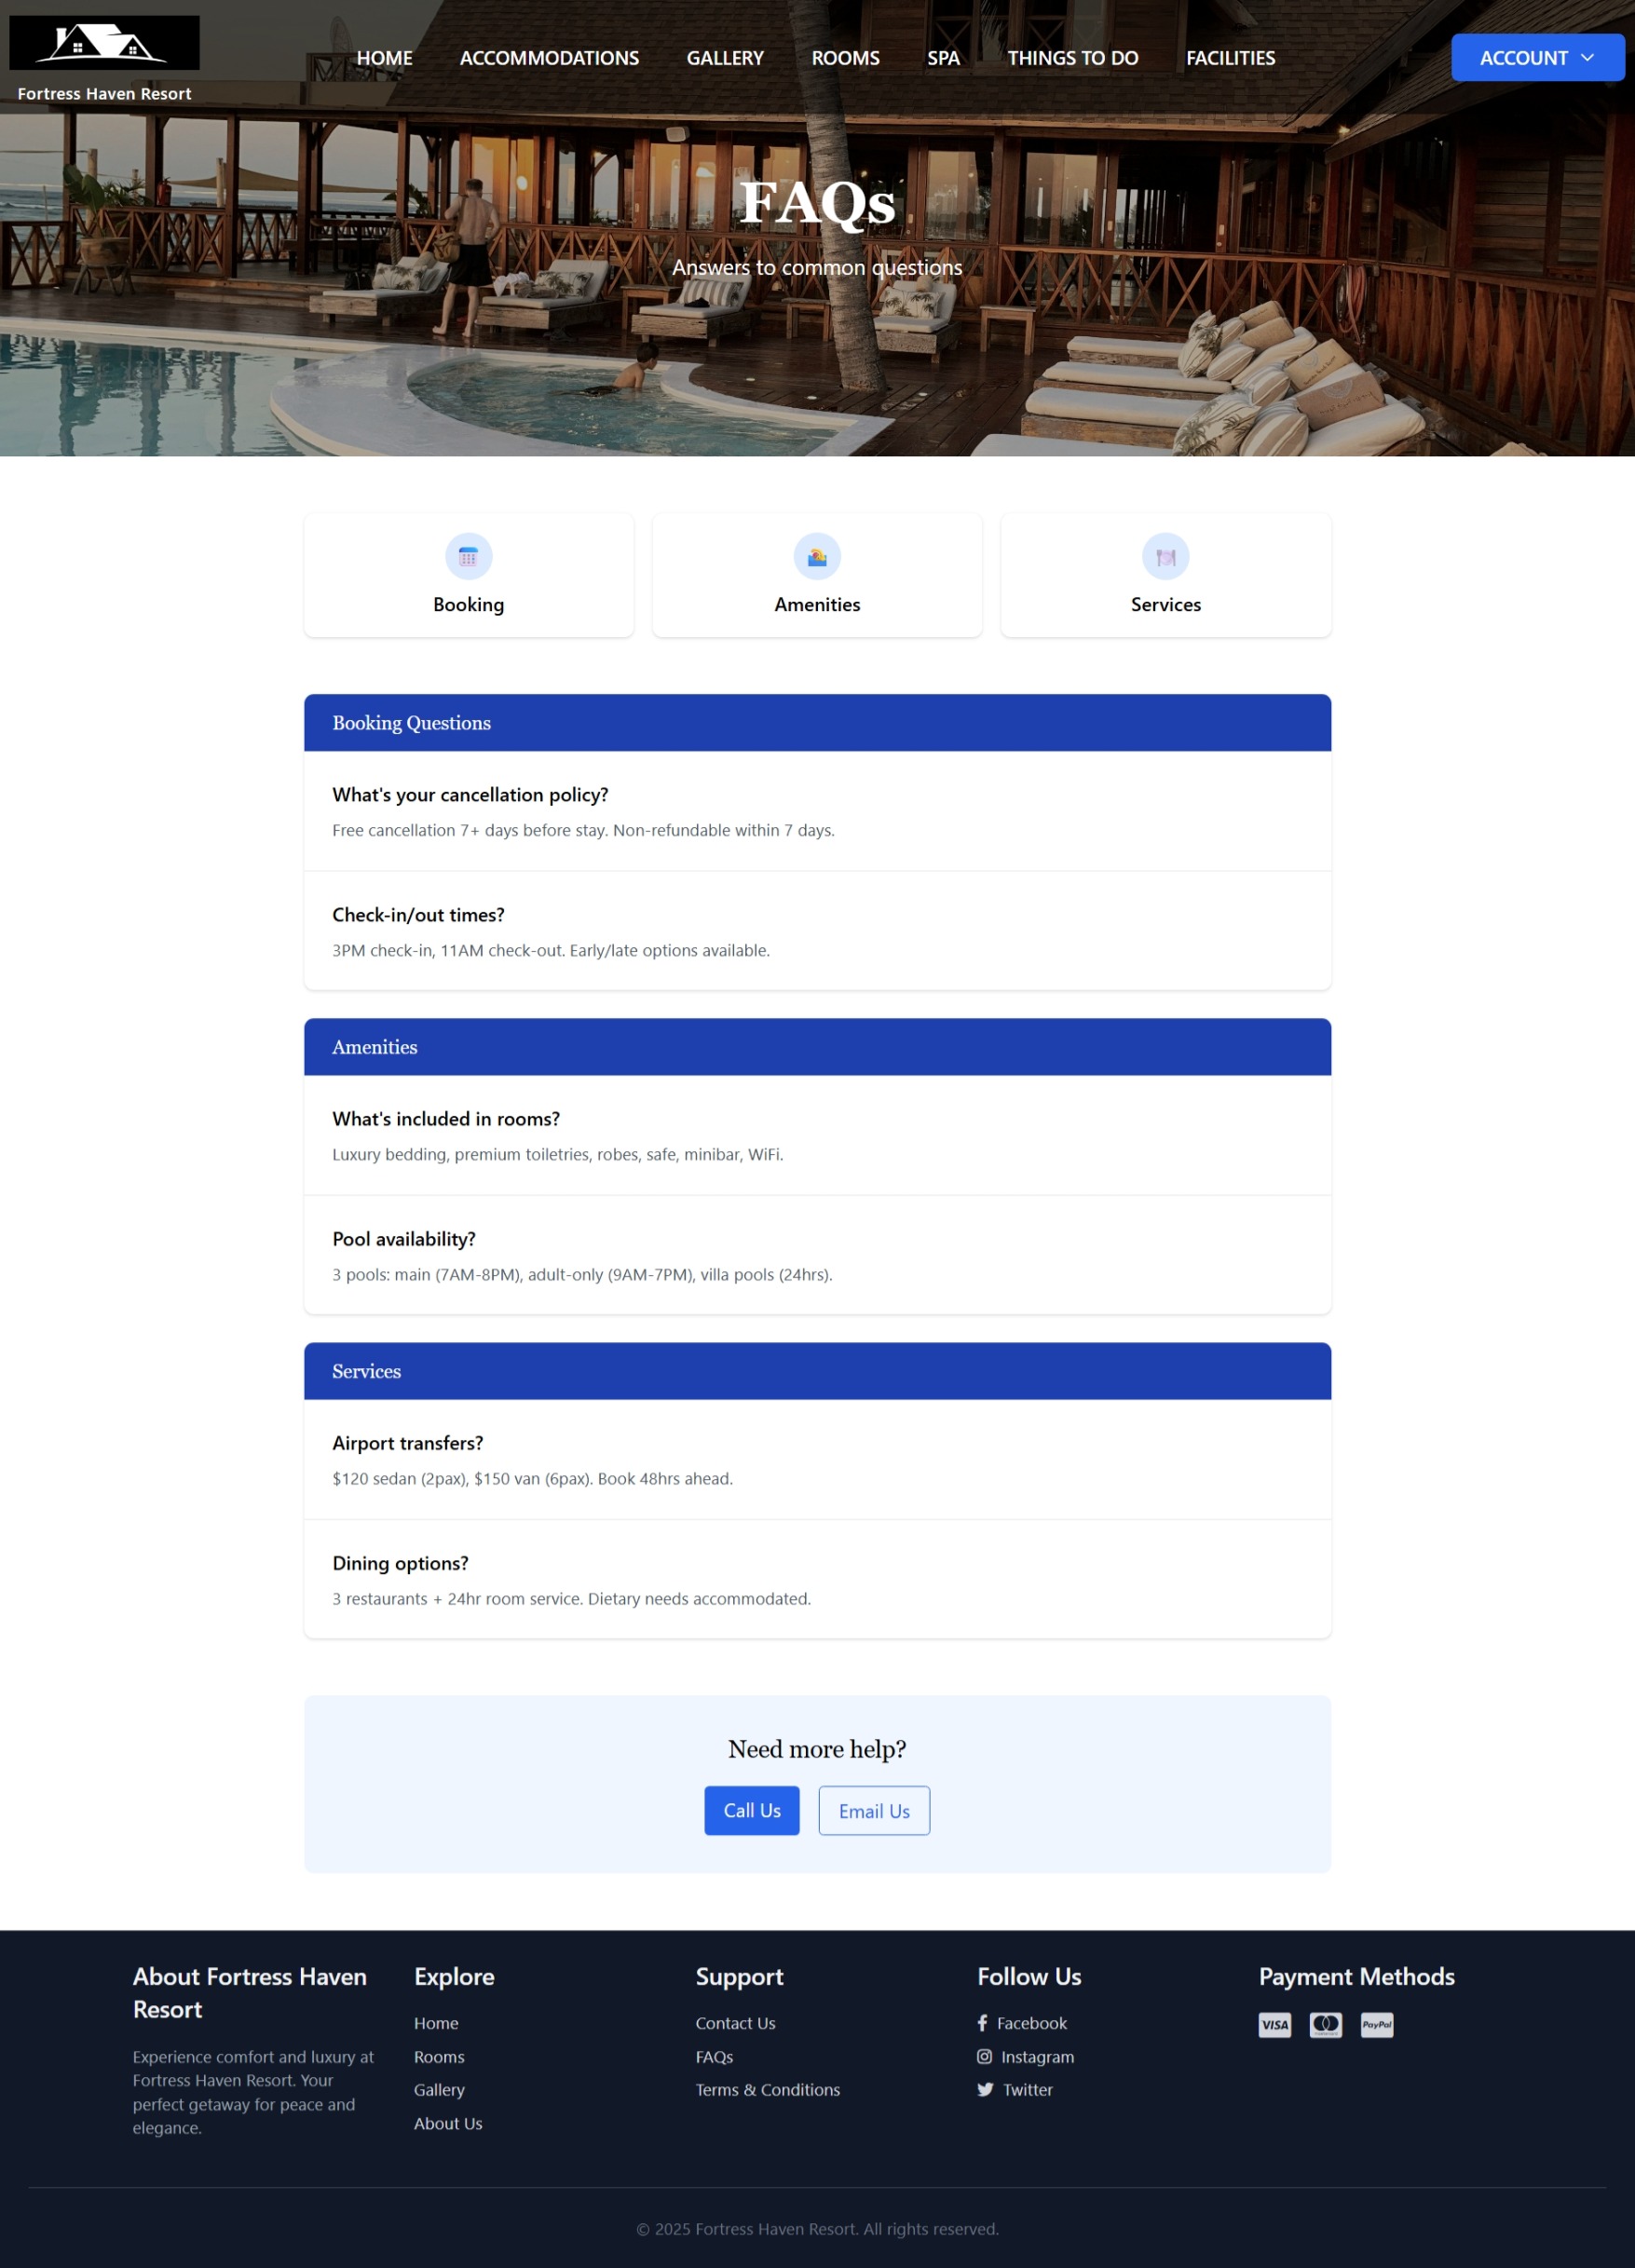 Fortress Haven Resort
HOME
ACCOMMODATIONS
GALLERY
ROOMS
SPA
THINGS TO DO
FACILITIES
ACCOUNT
FAQs
Answers to common questions
Booking
Amenities
Services
Booking Questions
What's your cancellation policy?
Free cancellation 7+ days before stay. Non-refundable within 7 days.
Check-in/out times?
3PM check-in, 11AM check-out. Early/late options available.
Amenities
What's included in rooms?
Luxury bedding, premium toiletries, robes, safe, minibar, WiFi.
Pool availability?
3 pools: main (7AM-8PM), adult-only (9AM-7PM), villa pools (24hrs).
Services
Airport transfers?
$120 sedan (2pax), $150 van (6pax). Book 48hrs ahead.
Dining options?
3 restaurants + 24hr room service. Dietary needs accommodated.
Need more help?
Call Us
Email Us
About Fortress Haven
Resort
Experience comfort and luxury at
Fortress Haven Resort. Your
perfect getaway for peace and
elegance.
Explore
Home
Rooms
Gallery
About Us
Support
Contact Us
FAQs
Terms & Conditions
Follow Us
Facebook
Instagram
Twitter
Payment Methods
VISA
PayPal
© 2025 Fortress Haven Resort. All rights reserved.